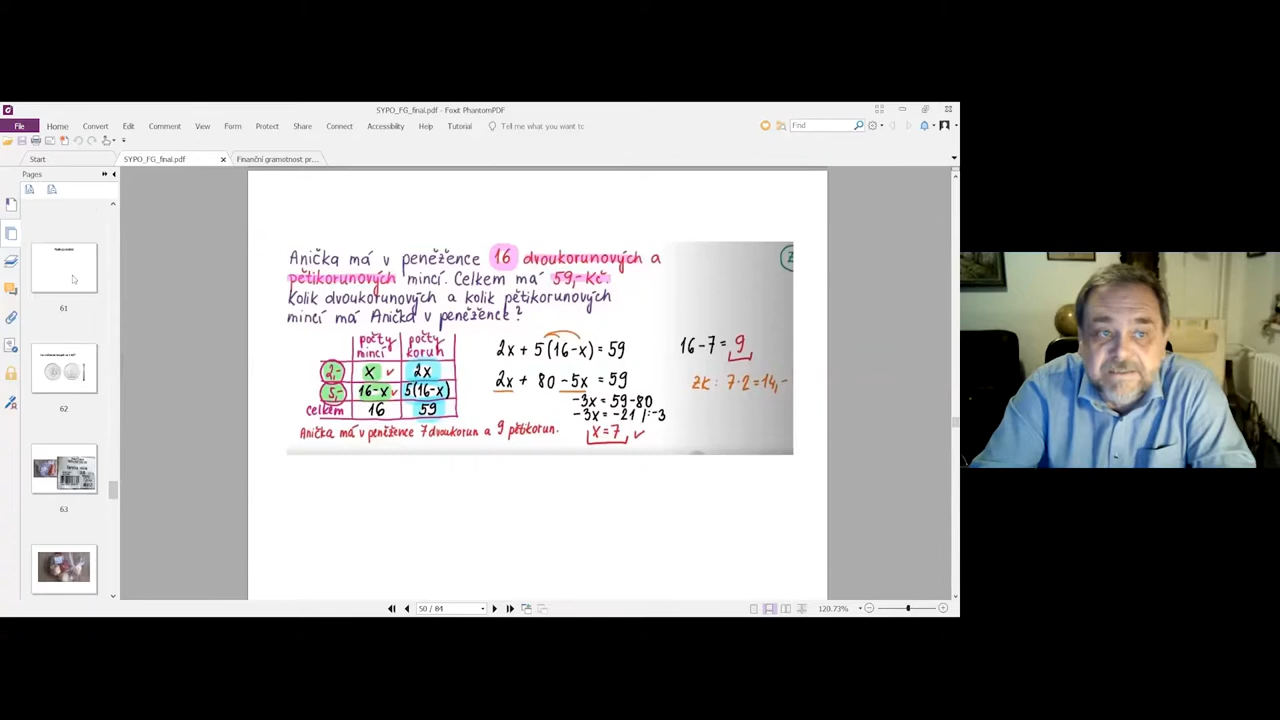 SYPO_FG_final.pdf - Foxit PhantomPDF
File Home Convert Edit Comment View Form Protect Share Connect Accessibility Help Tutorial Tell me what you want tc Find
Start SYPO_FG_final.pdf Finanční gramotnost pr...
Pages
61
62
63
Anička má v peněžence 16 dvoukorunových a
pětikorunových mincí. Celkem má 59,- Kč.
Kolik dvoukorunových a kolik pětikorunových
mincí má Anička v peněžence?
počty mincí počty korun
2,- x ✓ 2x
5,- 16-x ✓ 5(16-x)
celkem 16 59
Anička má v peněžence 7 dvoukorun a 9 pětikorun.
2x + 5(16-x) = 59
2x + 80 - 5x = 59
-3x = 59-80
-3x = -21 /:-3
x = 7 ✓
16-7 = 9
ZK: 7·2 = 14,-
Z
50 / 84
120.73%